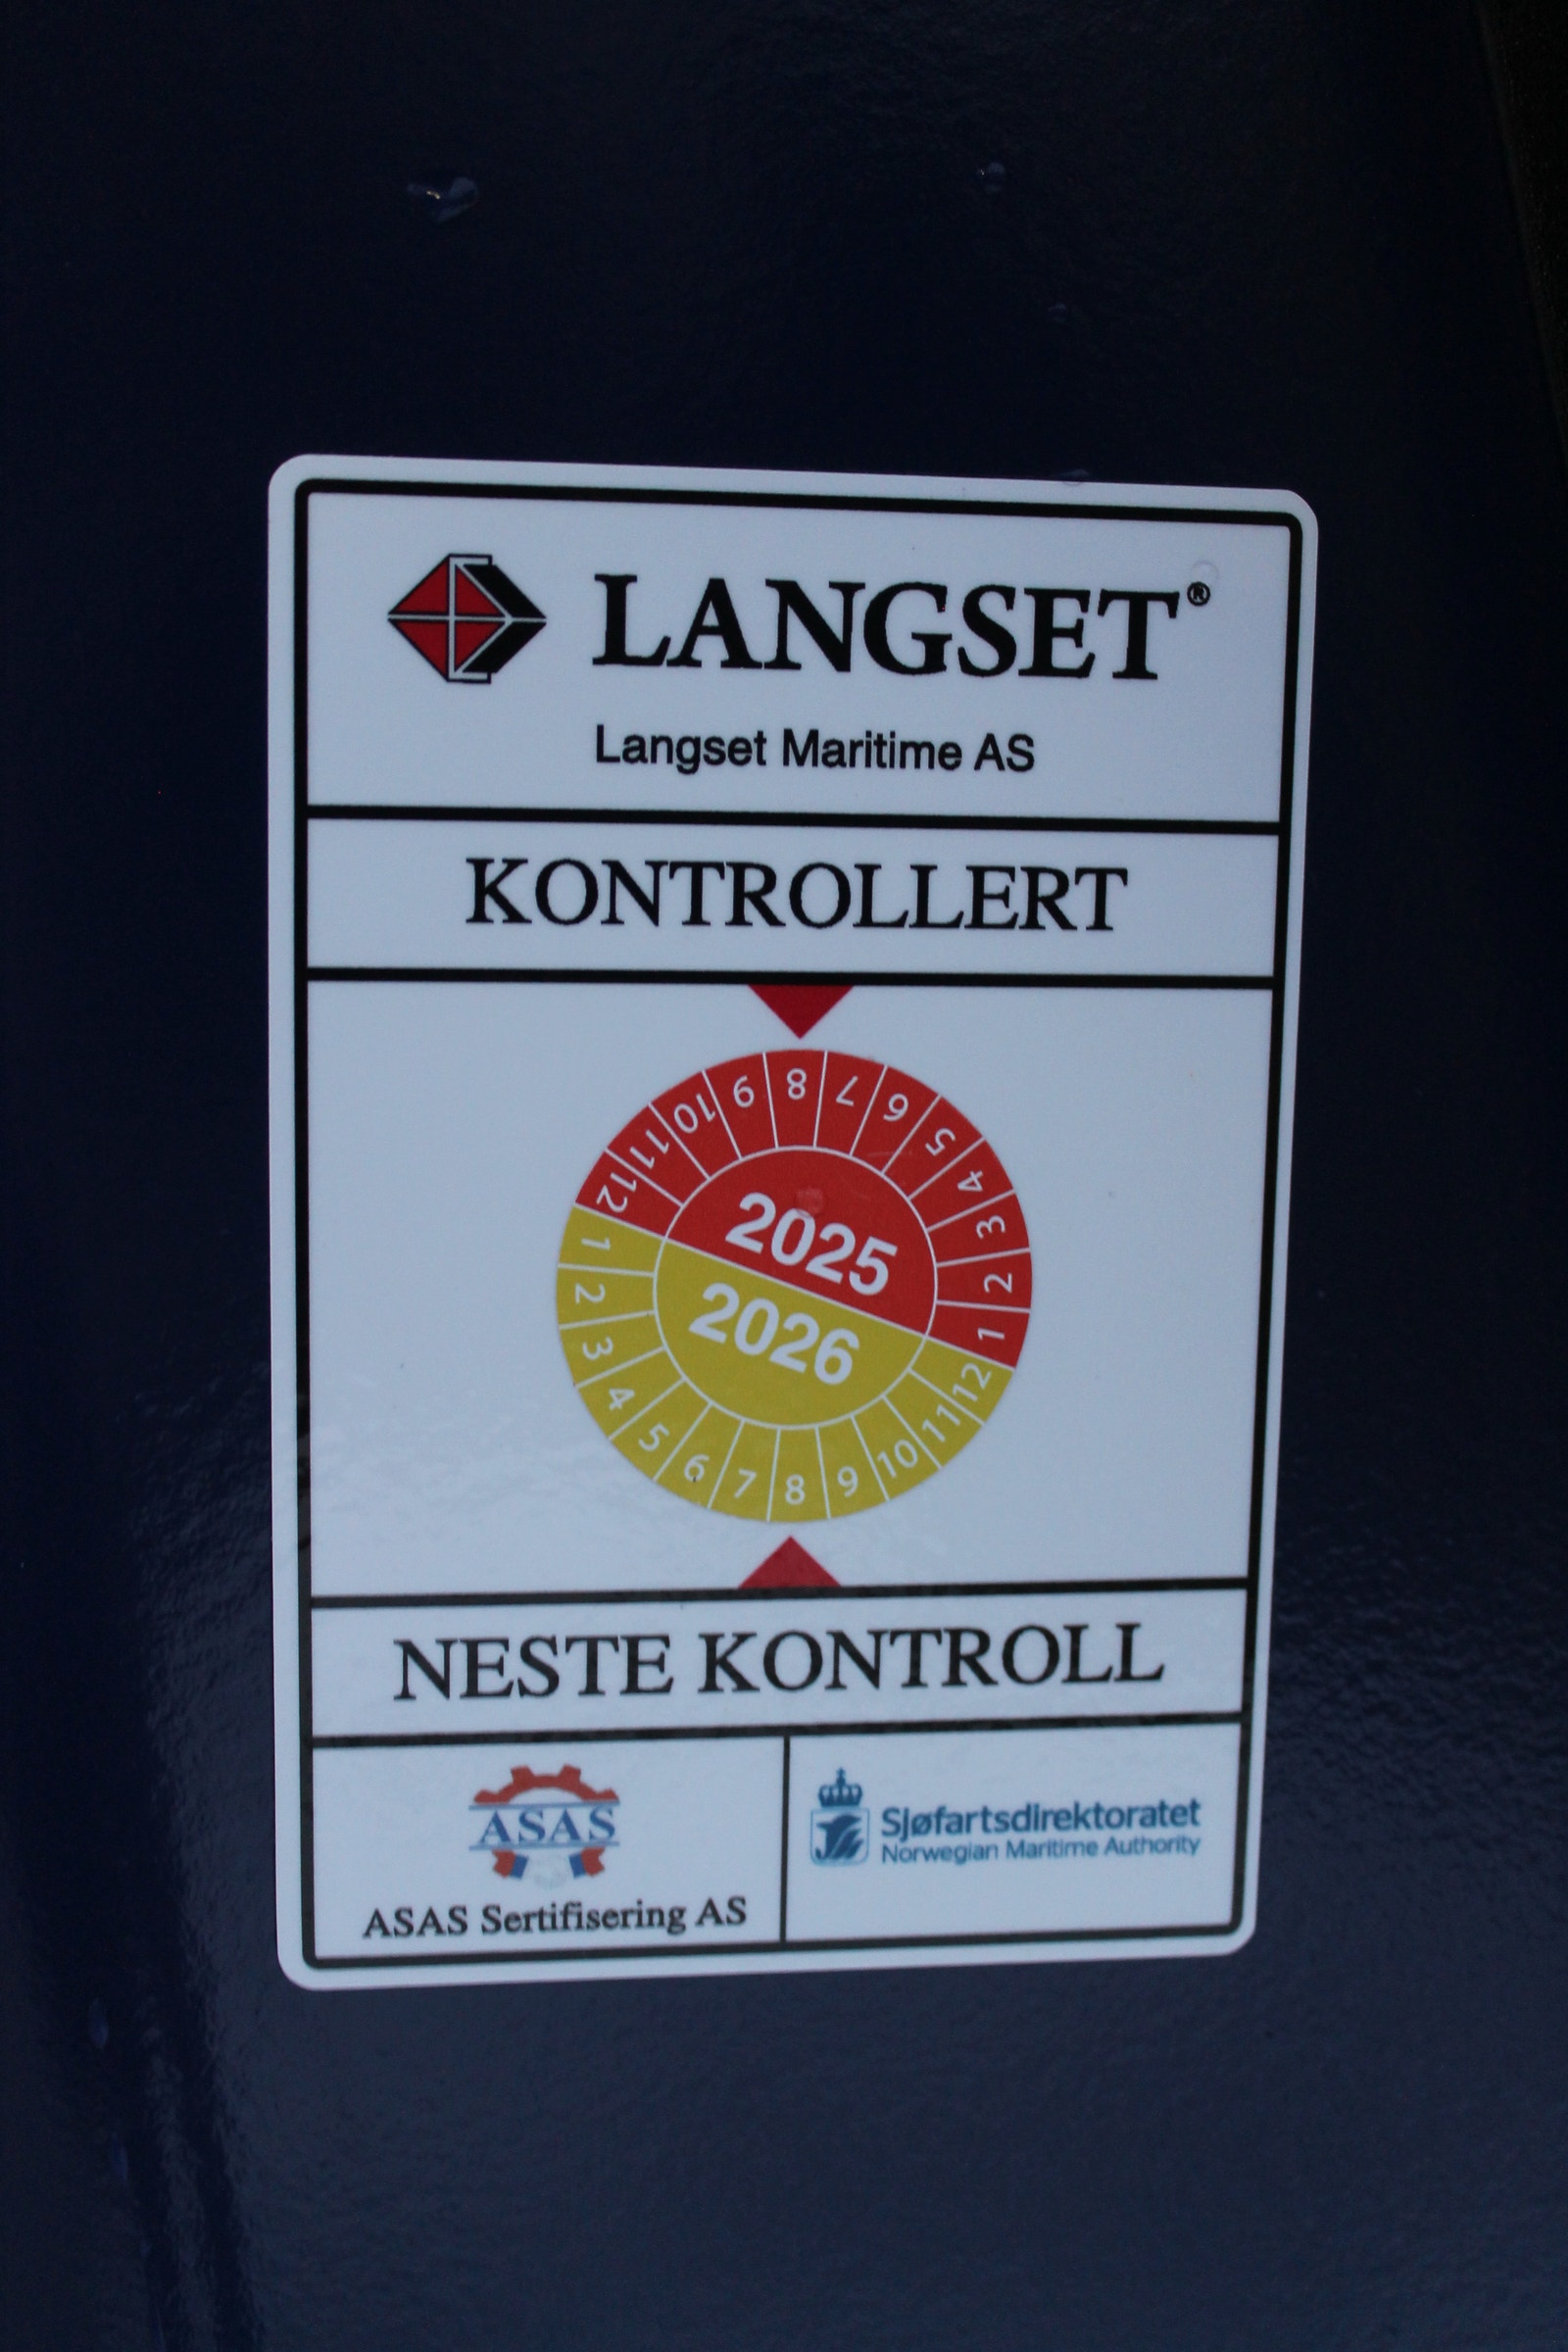 LANGSET®
Langset Maritime AS
KONTROLLERT
12 11 10 9 8 7 6 5 4 3 2 1
2025
2026
1 2 3 4 5 6 7 8 9 10 11 12
NESTE KONTROLL
ASAS
ASAS Sertifisering AS
Sjøfartsdirektoratet
Norwegian Maritime Authority